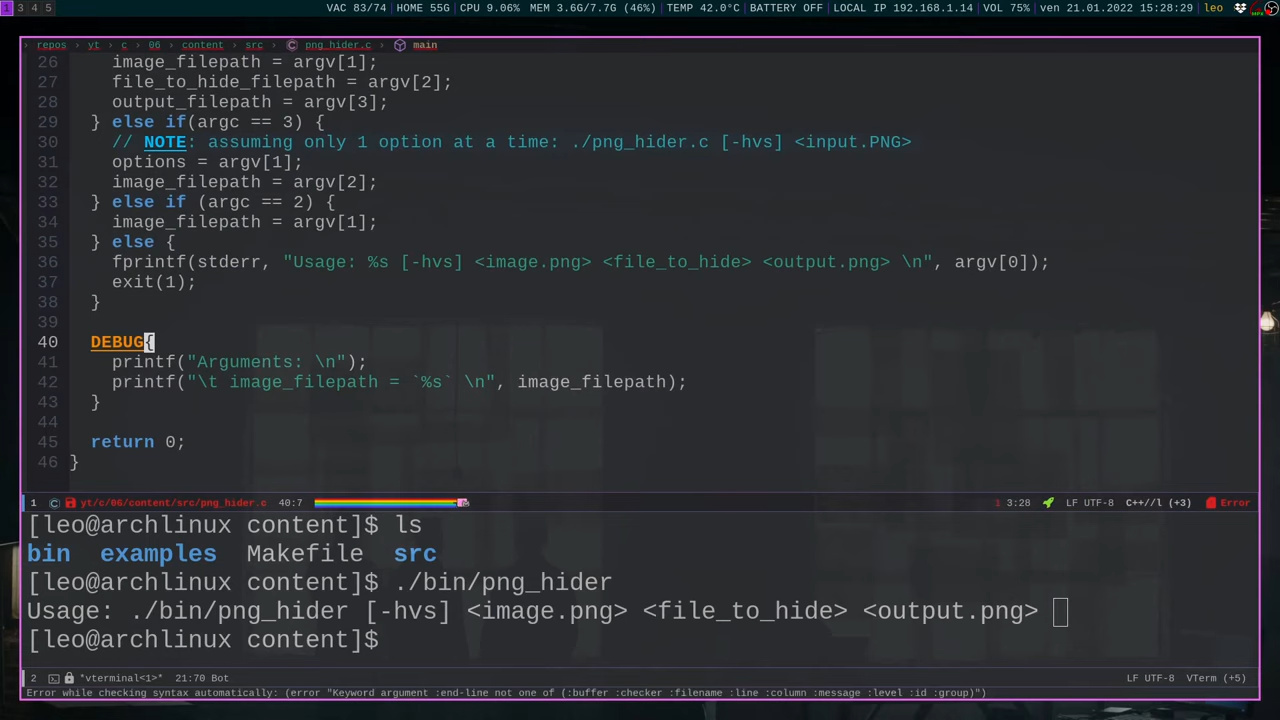 1 3 4 5 VAC 83/74 | HOME 55G | CPU 9.06% MEM 3.6G/7.7G (46%) | TEMP 42.0°C | BATTERY OFF | LOCAL IP 192.168.1.14 | VOL 75% | ven 21.01.2022 15:28:29 | leo
› repos › yt › c › 06 › content › src › png_hider.c › main
26 image_filepath = argv[1];
27 file_to_hide_filepath = argv[2];
28 output_filepath = argv[3];
29 } else if(argc == 3) {
30 // NOTE: assuming only 1 option at a time: ./png_hider.c [-hvs] <input.PNG>
31 options = argv[1];
32 image_filepath = argv[2];
33 } else if (argc == 2) {
34 image_filepath = argv[1];
35 } else {
36 fprintf(stderr, "Usage: %s [-hvs] <image.png> <file_to_hide> <output.png> \n", argv[0]);
37 exit(1);
38 }
39
40 DEBUG{
41 printf("Arguments: \n");
42 printf("\t image_filepath = `%s` \n", image_filepath);
43 }
44
45 return 0;
46 }
1 yt/c/06/content/src/png_hider.c 40:7 1 3:28 LF UTF-8 C++//l (+3) Error
[leo@archlinux content]$ ls
bin examples Makefile src
[leo@archlinux content]$ ./bin/png_hider
Usage: ./bin/png_hider [-hvs] <image.png> <file_to_hide> <output.png>
[leo@archlinux content]$
2 *vterminal<1>* 21:70 Bot LF UTF-8 VTerm (+5)
Error while checking syntax automatically: (error "Keyword argument :end-line not one of (:buffer :checker :filename :line :column :message :level :id :group)")